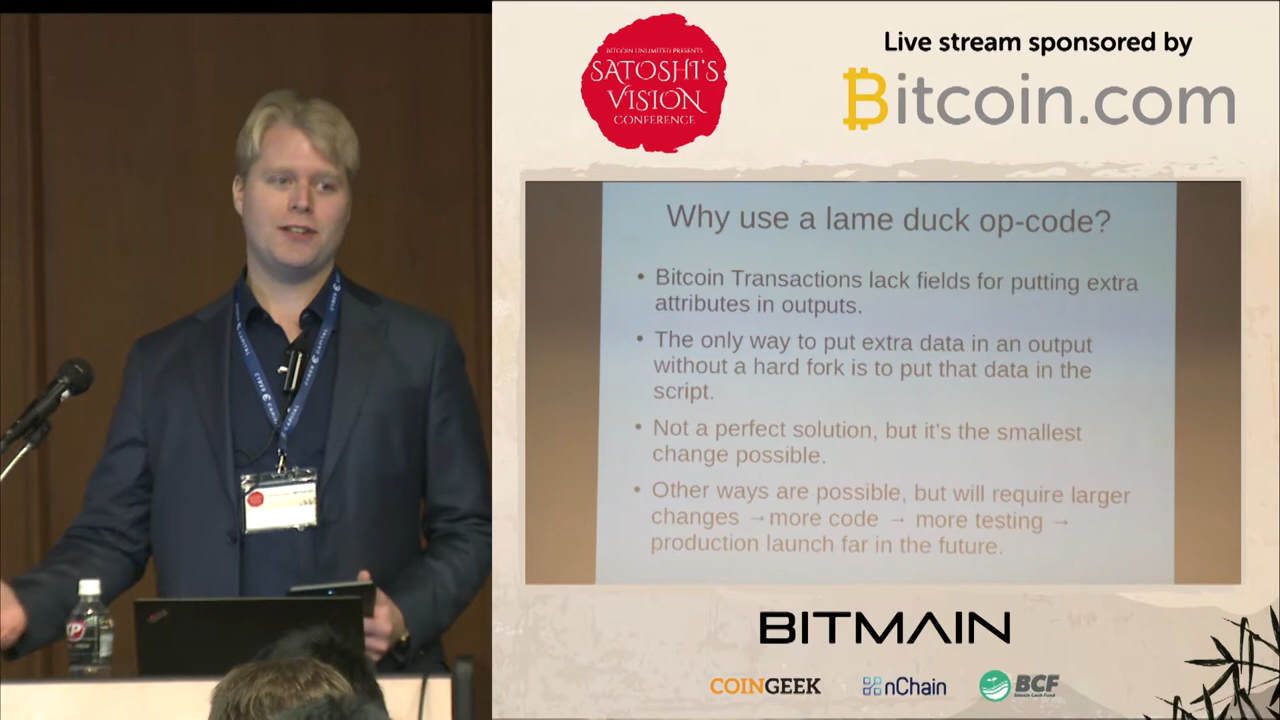 BITCOIN UNLIMITED PRESENTS
SATOSHI'S
VISION
CONFERENCE
Live stream sponsored by
Bitcoin.com
Why use a lame duck op-code?
• Bitcoin Transactions lack fields for putting extra
attributes in outputs.
• The only way to put extra data in an output
without a hard fork is to put that data in the
script.
• Not a perfect solution, but it's the smallest
change possible.
• Other ways are possible, but will require larger
changes →more code → more testing →
production launch far in the future.
BITMAIN
COINGEEK
nChain
BCF